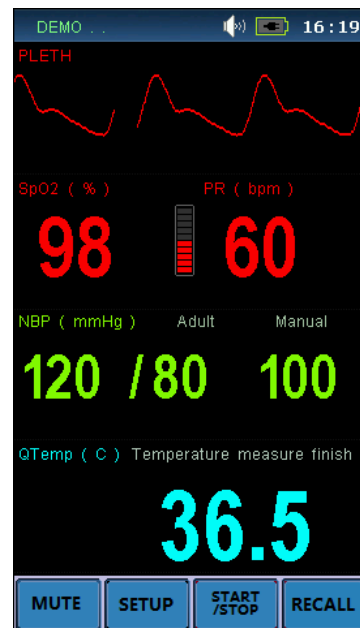 DEMO . . 16:19
PLETH
SpO2 ( % ) PR ( bpm )
98 60
NBP ( mmHg ) Adult Manual
120 / 80 100
QTemp ( C ) Temperature measure finish
36.5
MUTE SETUP START /STOP RECALL